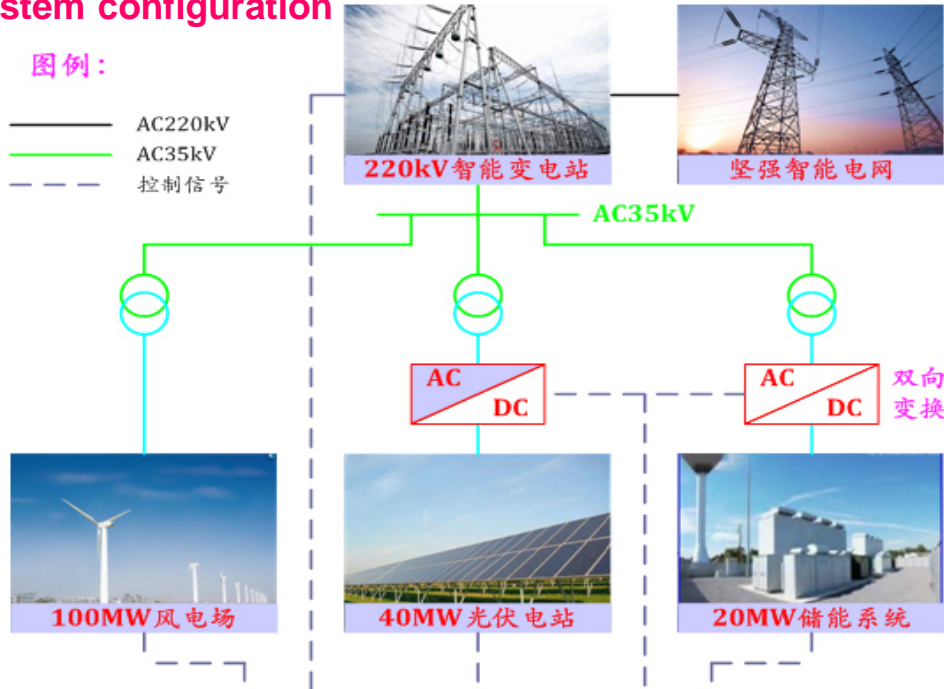 stem configuration
图例：
AC220kV
AC35kV
控制信号
220kV智能变电站
坚强智能电网
AC35kV
AC
DC
AC
DC
双向
变换
100MW风电场
40MW光伏电站
20MW储能系统